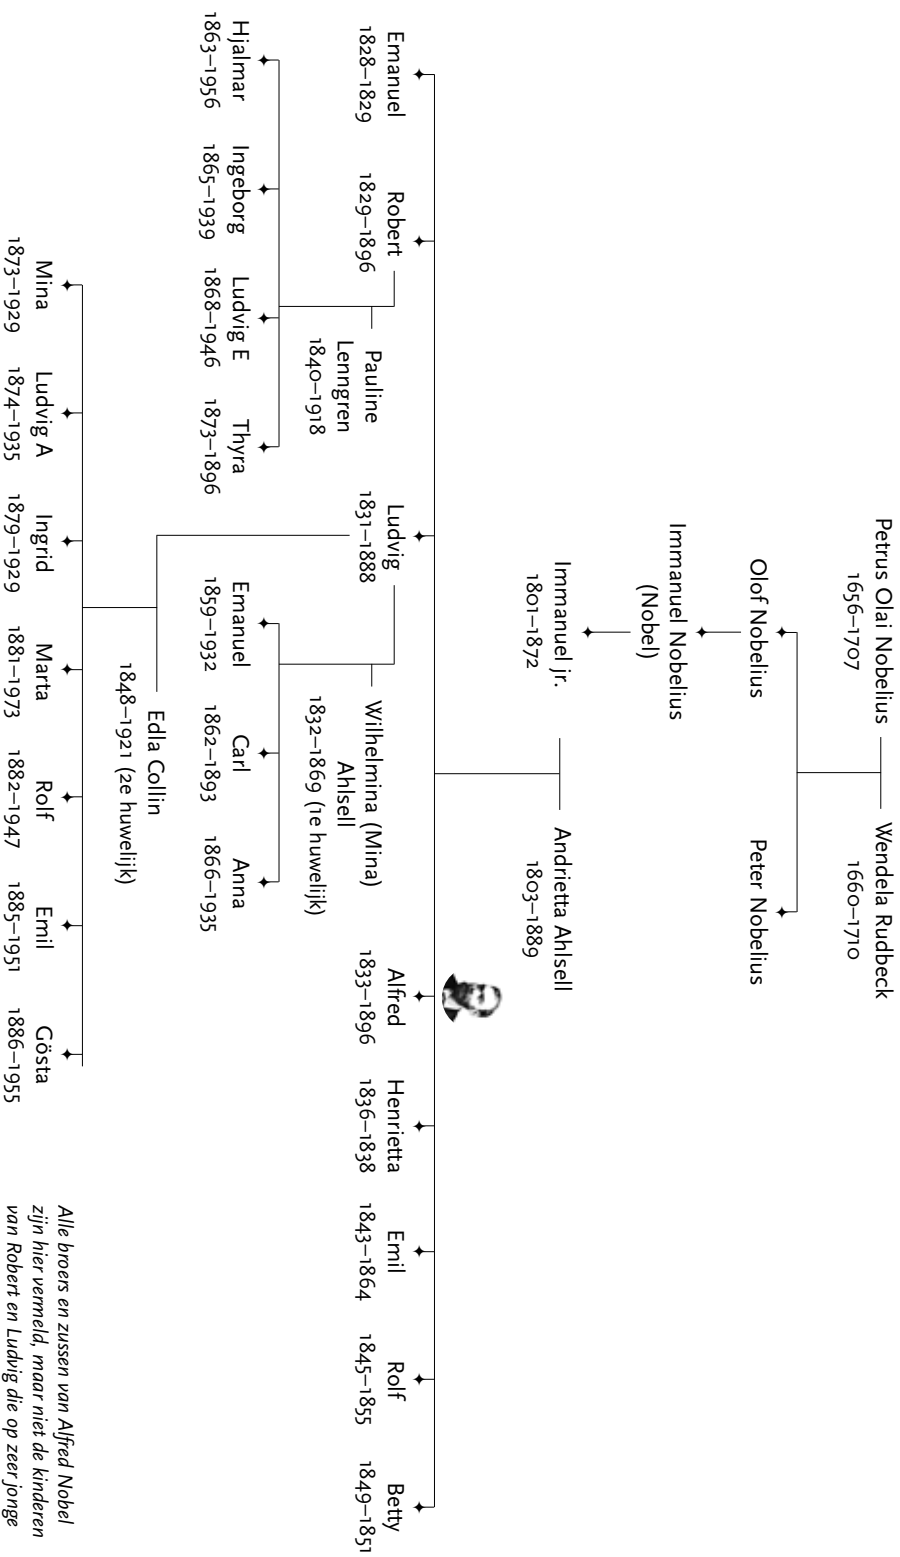 Petrus Olai Nobelius
1656–1707
Wendela Rudbeck
1660–1710
Olof Nobelius
Peter Nobelius
Immanuel Nobelius
(Nobel)
Immanuel jr.
1801–1872
Andrietta Ahlsell
1803–1889
Emanuel
1828–1829
Robert
1829–1896
Ludvig
1831–1888
Alfred
1833–1896
Henrietta
1836–1838
Emil
1843–1864
Rolf
1845–1855
Betty
1849–1851
Pauline
Lenngren
1840–1918
Wilhelmina (Mina)
Ahlsell
1832–1869 (1e huwelijk)
Hjalmar
1863–1956
Ingeborg
1865–1939
Ludvig E
1868–1946
Thyra
1873–1896
Emanuel
1859–1932
Carl
1862–1893
Anna
1866–1935
Edla Collin
1848–1921 (2e huwelijk)
Mina
1873–1929
Ludvig A
1874–1935
Ingrid
1879–1929
Marta
1881–1973
Rolf
1882–1947
Emil
1885–1951
Gösta
1886–1955
Alle broers en zussen van Alfred Nobel
zijn hier vermeld, maar niet de kinderen
van Robert en Ludvig die op zeer jonge